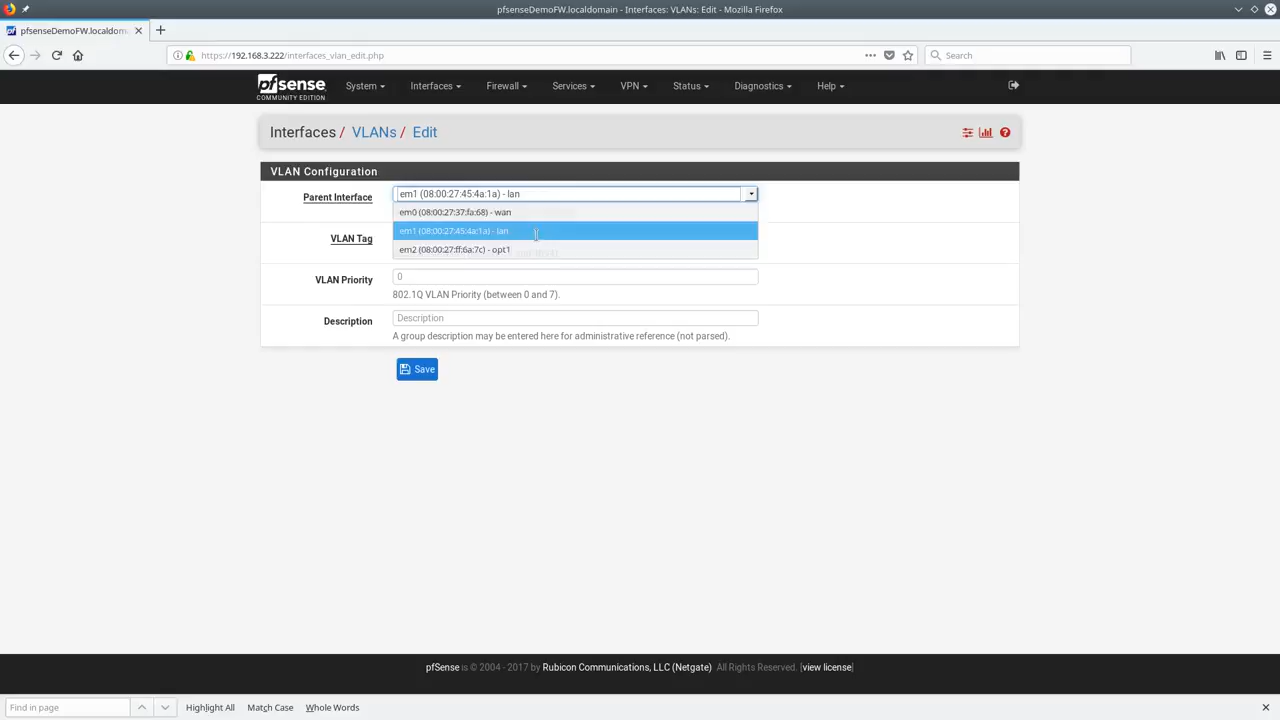 pfsenseDemoFW.localdomain - Interfaces: VLANs: Edit - Mozilla Firefox
pfsenseDemoFW.localdom
https://192.168.3.222/interfaces_vlan_edit.php
Search
pfsense
COMMUNITY EDITION
System Interfaces Firewall Services VPN Status Diagnostics Help
Interfaces / VLANs / Edit
VLAN Configuration
Parent Interface
em1 (08:00:27:45:4a:1a) - lan
em0 (08:00:27:37:fa:68) - wan
em1 (08:00:27:45:4a:1a) - lan
VLAN Tag
em2 (08:00:27:ff:6a:7c) - opt1
VLAN Priority
0
802.1Q VLAN Priority (between 0 and 7).
Description
Description
A group description may be entered here for administrative reference (not parsed).
Save
pfSense is © 2004 - 2017 by Rubicon Communications, LLC (Netgate) All Rights Reserved. [view license]
Find in page
Highlight All Match Case Whole Words